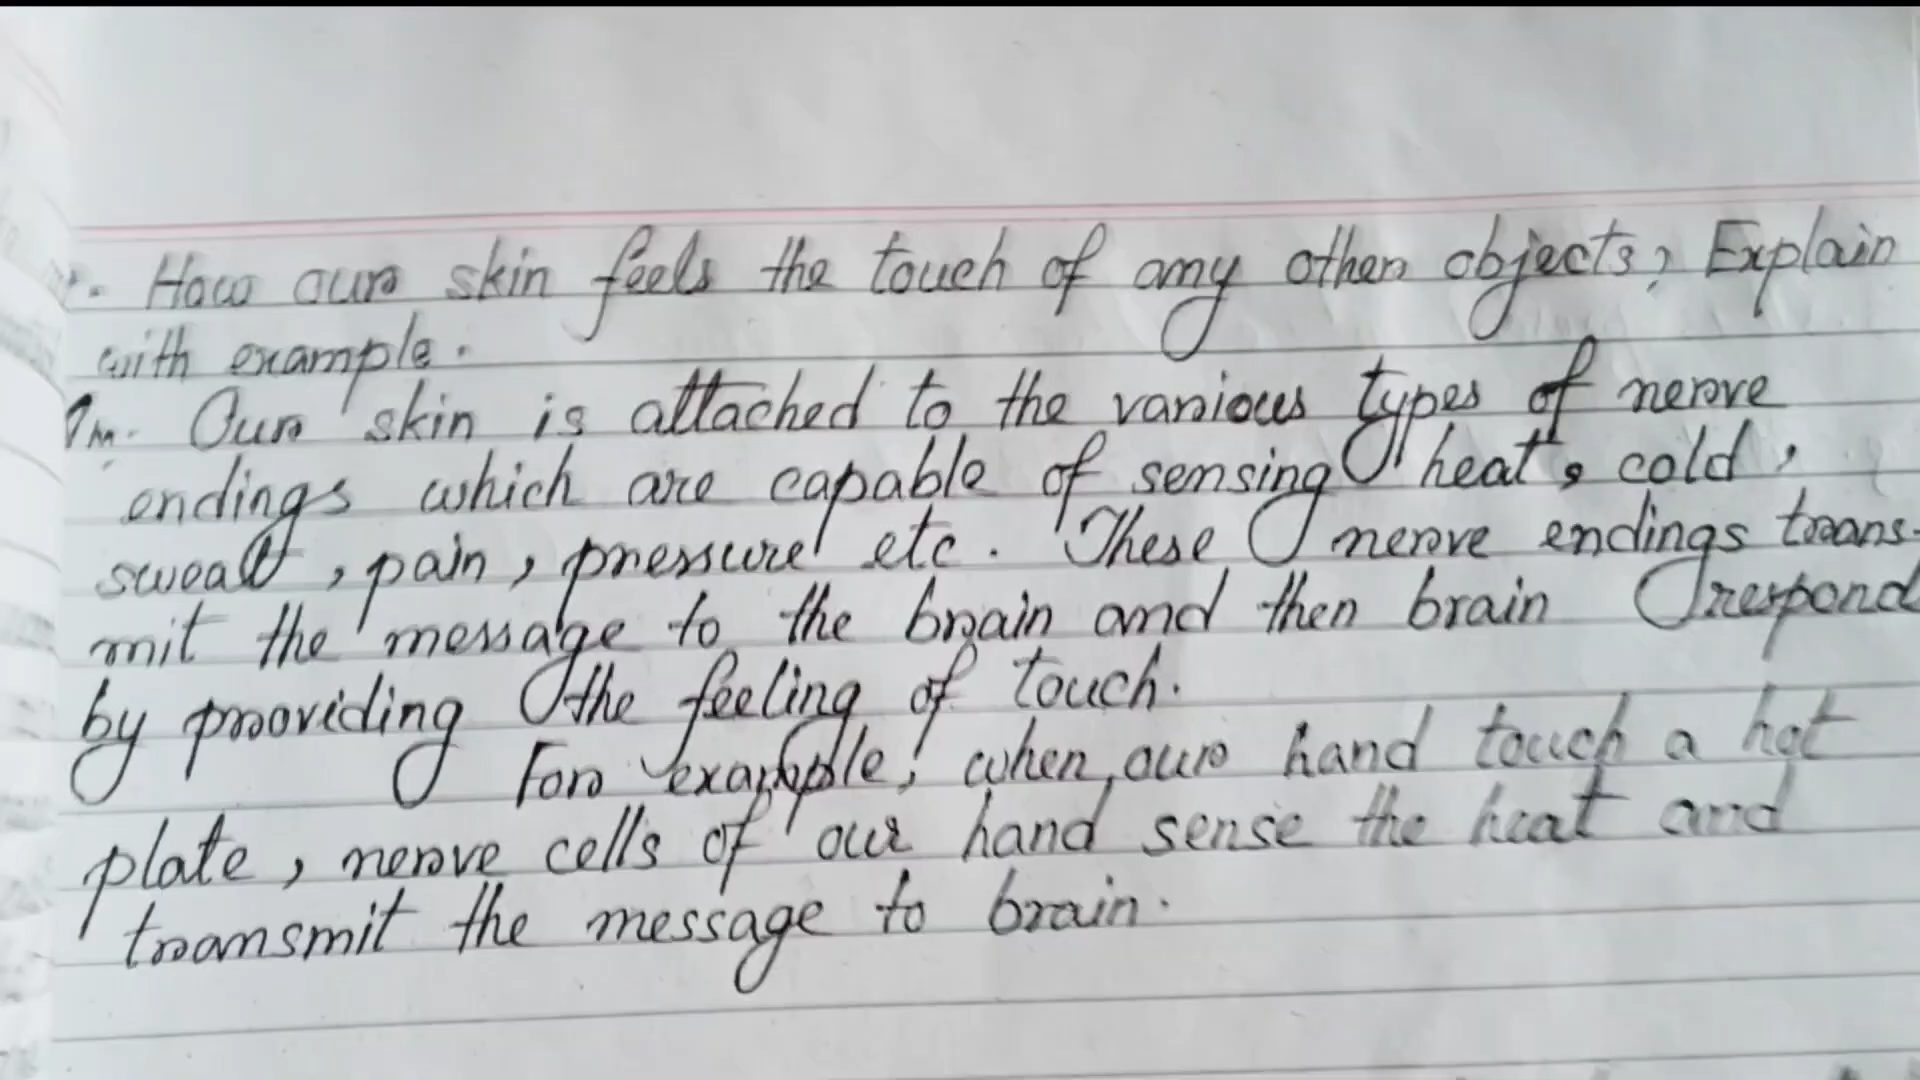 . How our skin feels the touch of any other objects? Explain
with example.
Ans. Our skin is attached to the various types of nerve
endings which are capable of sensing heat, cold,
sweat, pain, pressure etc. These nerve endings trans-
mit the message to the brain and then brain respond
by providing the feeling of touch.
For example, when our hand touch a hot
plate, nerve cells of our hand sense the heat and
transmit the message to brain.